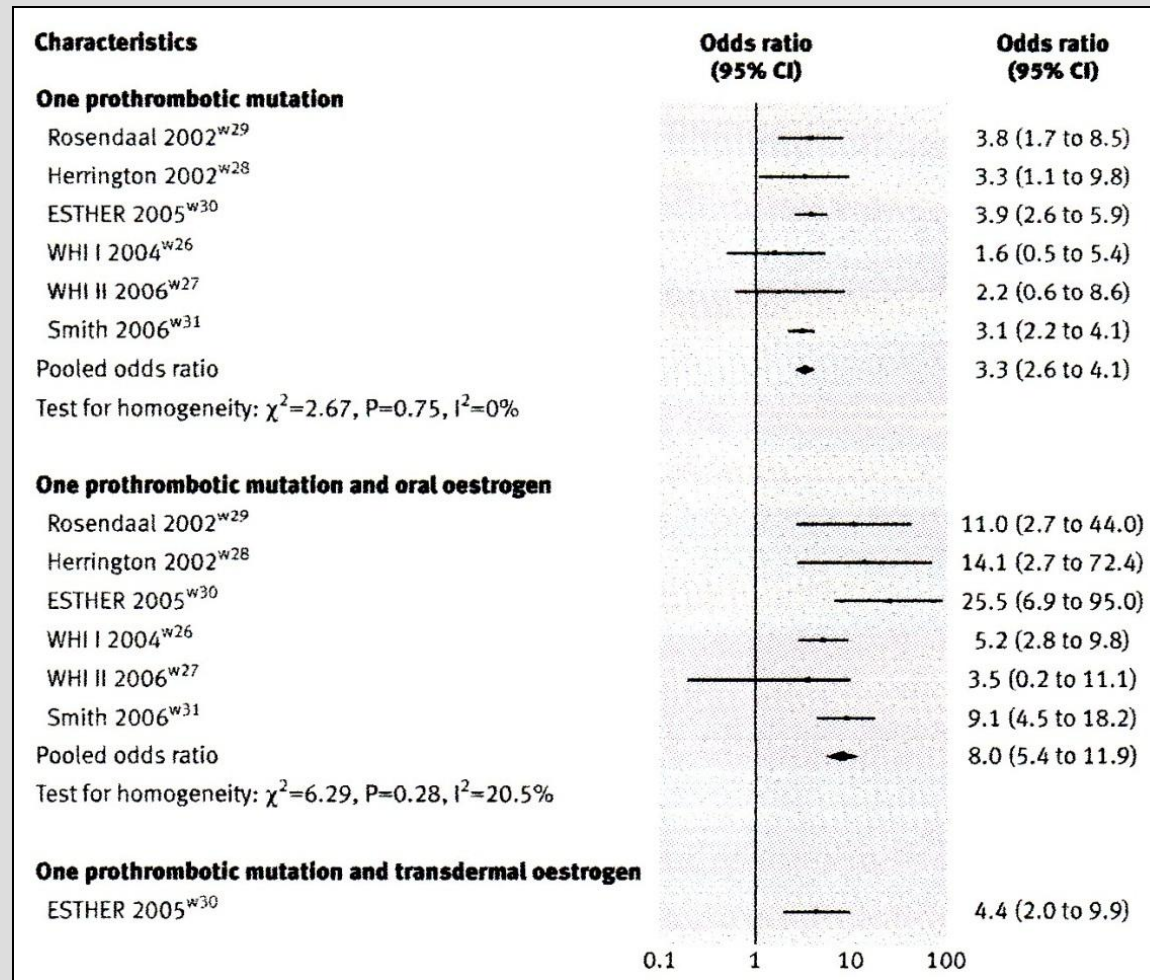 Characteristics Odds ratio (95% CI) Odds ratio (95% CI)
One prothrombotic mutation
Rosendaal 2002w29 3.8 (1.7 to 8.5)
Herrington 2002w28 3.3 (1.1 to 9.8)
ESTHER 2005w30 3.9 (2.6 to 5.9)
WHI I 2004w26 1.6 (0.5 to 5.4)
WHI II 2006w27 2.2 (0.6 to 8.6)
Smith 2006w31 3.1 (2.2 to 4.1)
Pooled odds ratio 3.3 (2.6 to 4.1)
Test for homogeneity: χ²=2.67, P=0.75, I²=0%
One prothrombotic mutation and oral oestrogen
Rosendaal 2002w29 11.0 (2.7 to 44.0)
Herrington 2002w28 14.1 (2.7 to 72.4)
ESTHER 2005w30 25.5 (6.9 to 95.0)
WHI I 2004w26 5.2 (2.8 to 9.8)
WHI II 2006w27 3.5 (0.2 to 11.1)
Smith 2006w31 9.1 (4.5 to 18.2)
Pooled odds ratio 8.0 (5.4 to 11.9)
Test for homogeneity: χ²=6.29, P=0.28, I²=20.5%
One prothrombotic mutation and transdermal oestrogen
ESTHER 2005w30 4.4 (2.0 to 9.9)
0.1 1 10 100